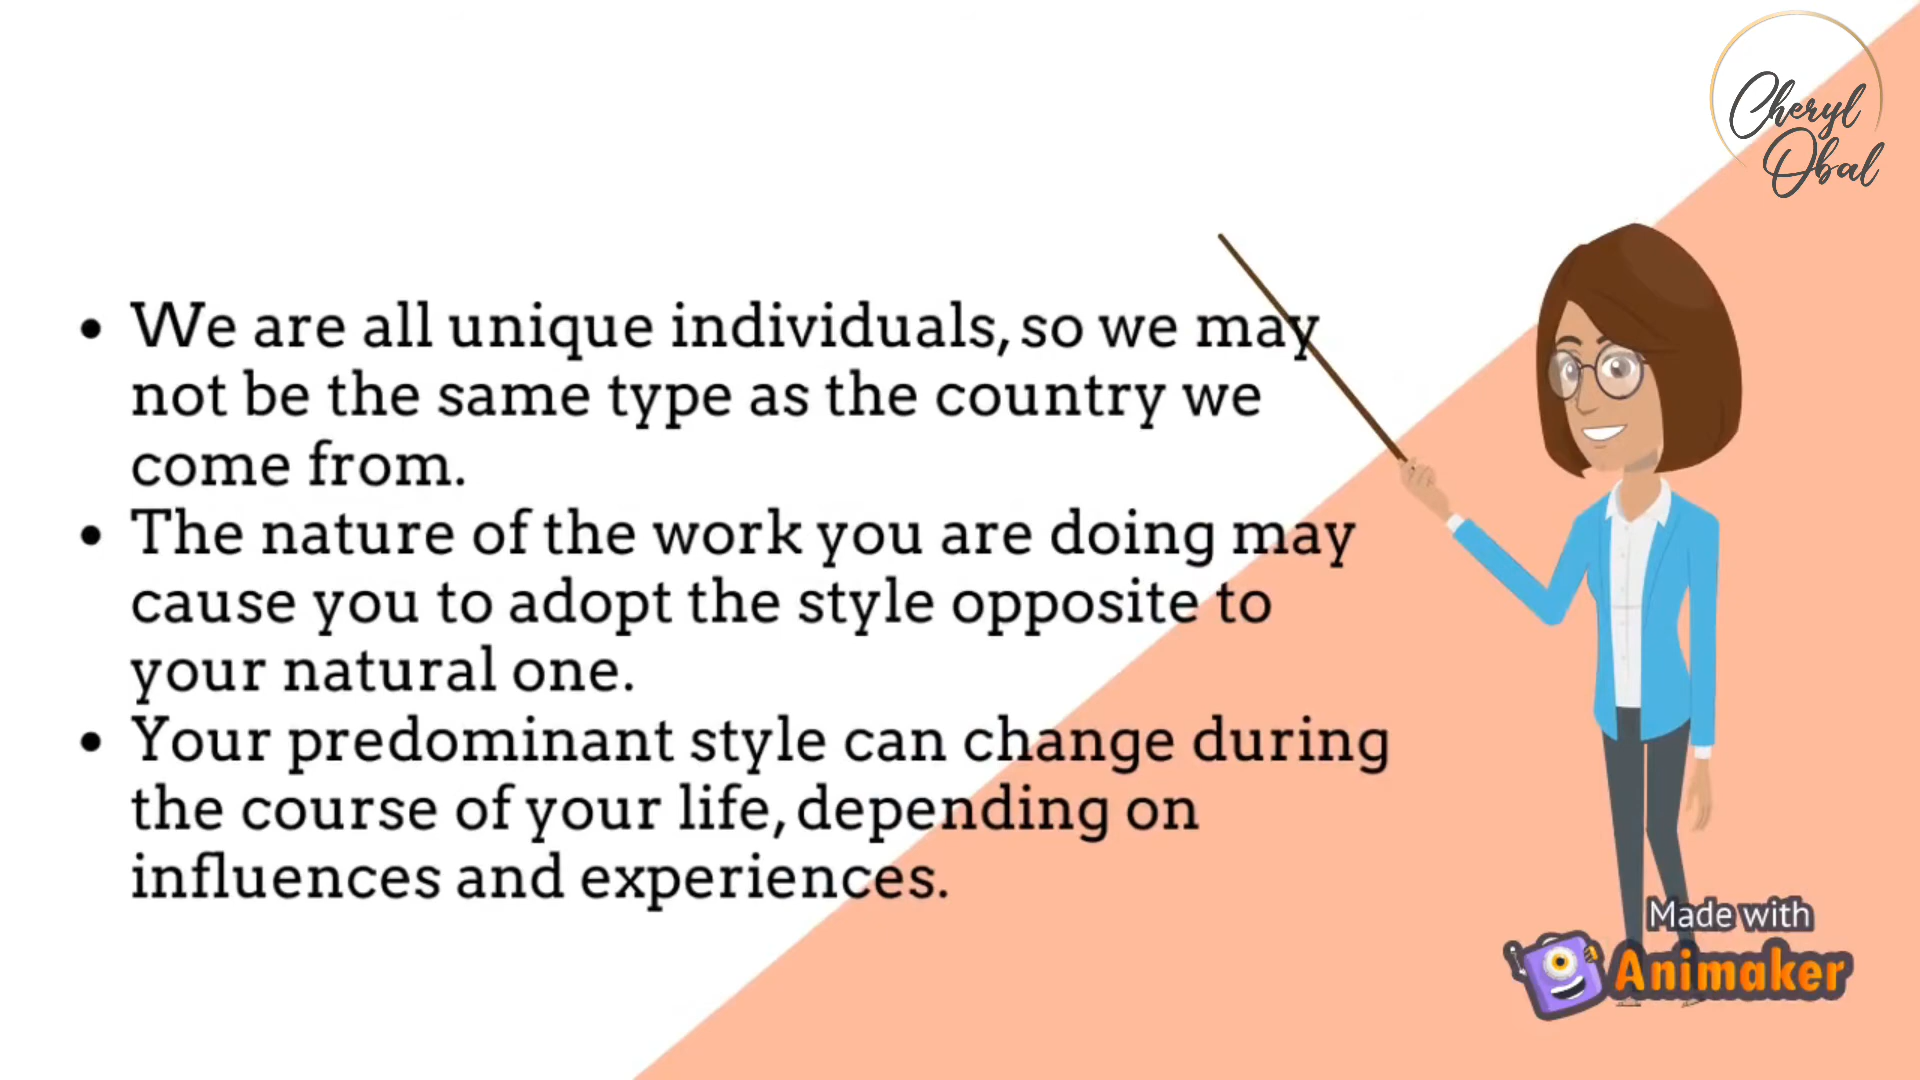 Cheryl
Obal
• We are all unique individuals, so we may
not be the same type as the country we
come from.
• The nature of the work you are doing may
cause you to adopt the style opposite to
your natural one.
• Your predominant style can change during
the course of your life, depending on
influences and experiences.
Made with
Animaker